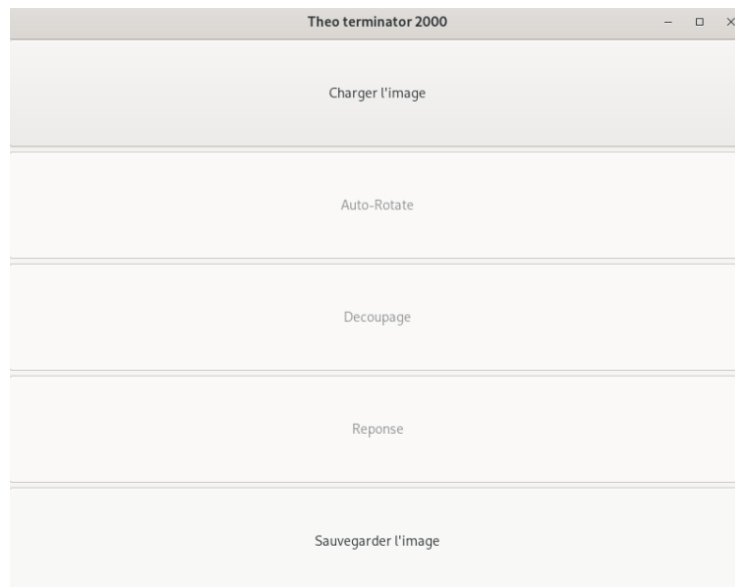 Theo terminator 2000
Charger l'image
Auto-Rotate
Decoupage
Reponse
Sauvegarder l'image